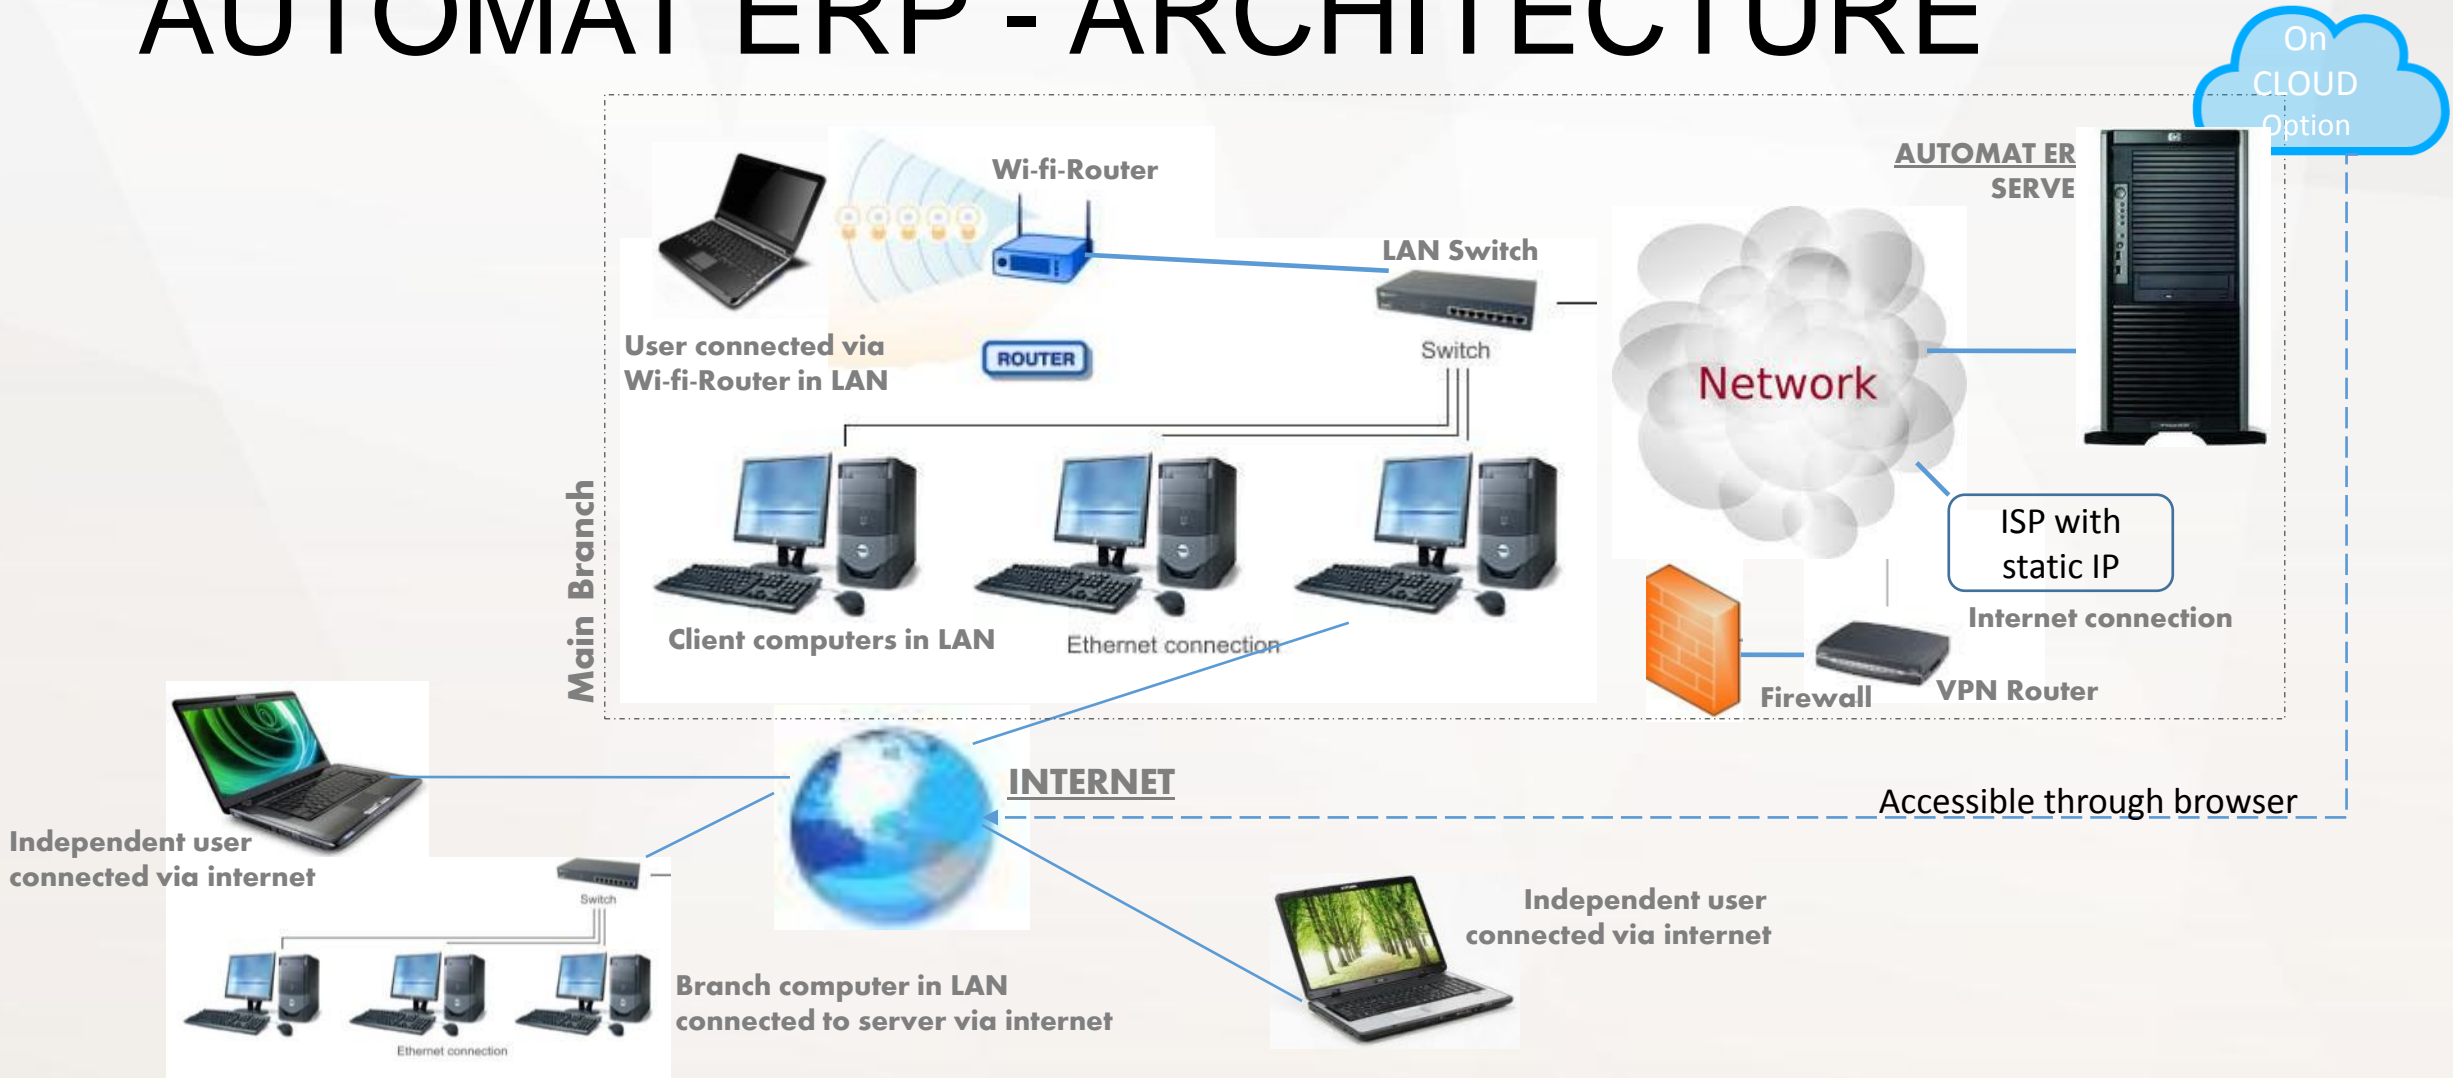 AUTOMAT ERP - ARCHITECTURE
On
CLOUD
Option
AUTOMAT ER
SERVE
Wi-fi-Router
LAN Switch
User connected via
Wi-fi-Router in LAN
ROUTER
Switch
Network
ISP with
static IP
Internet connection
Main Branch
Client computers in LAN
Ethernet connection
Firewall
VPN Router
INTERNET
Accessible through browser
Independent user
connected via internet
Switch
Independent user
connected via internet
Branch computer in LAN
connected to server via internet
Ethernet connection